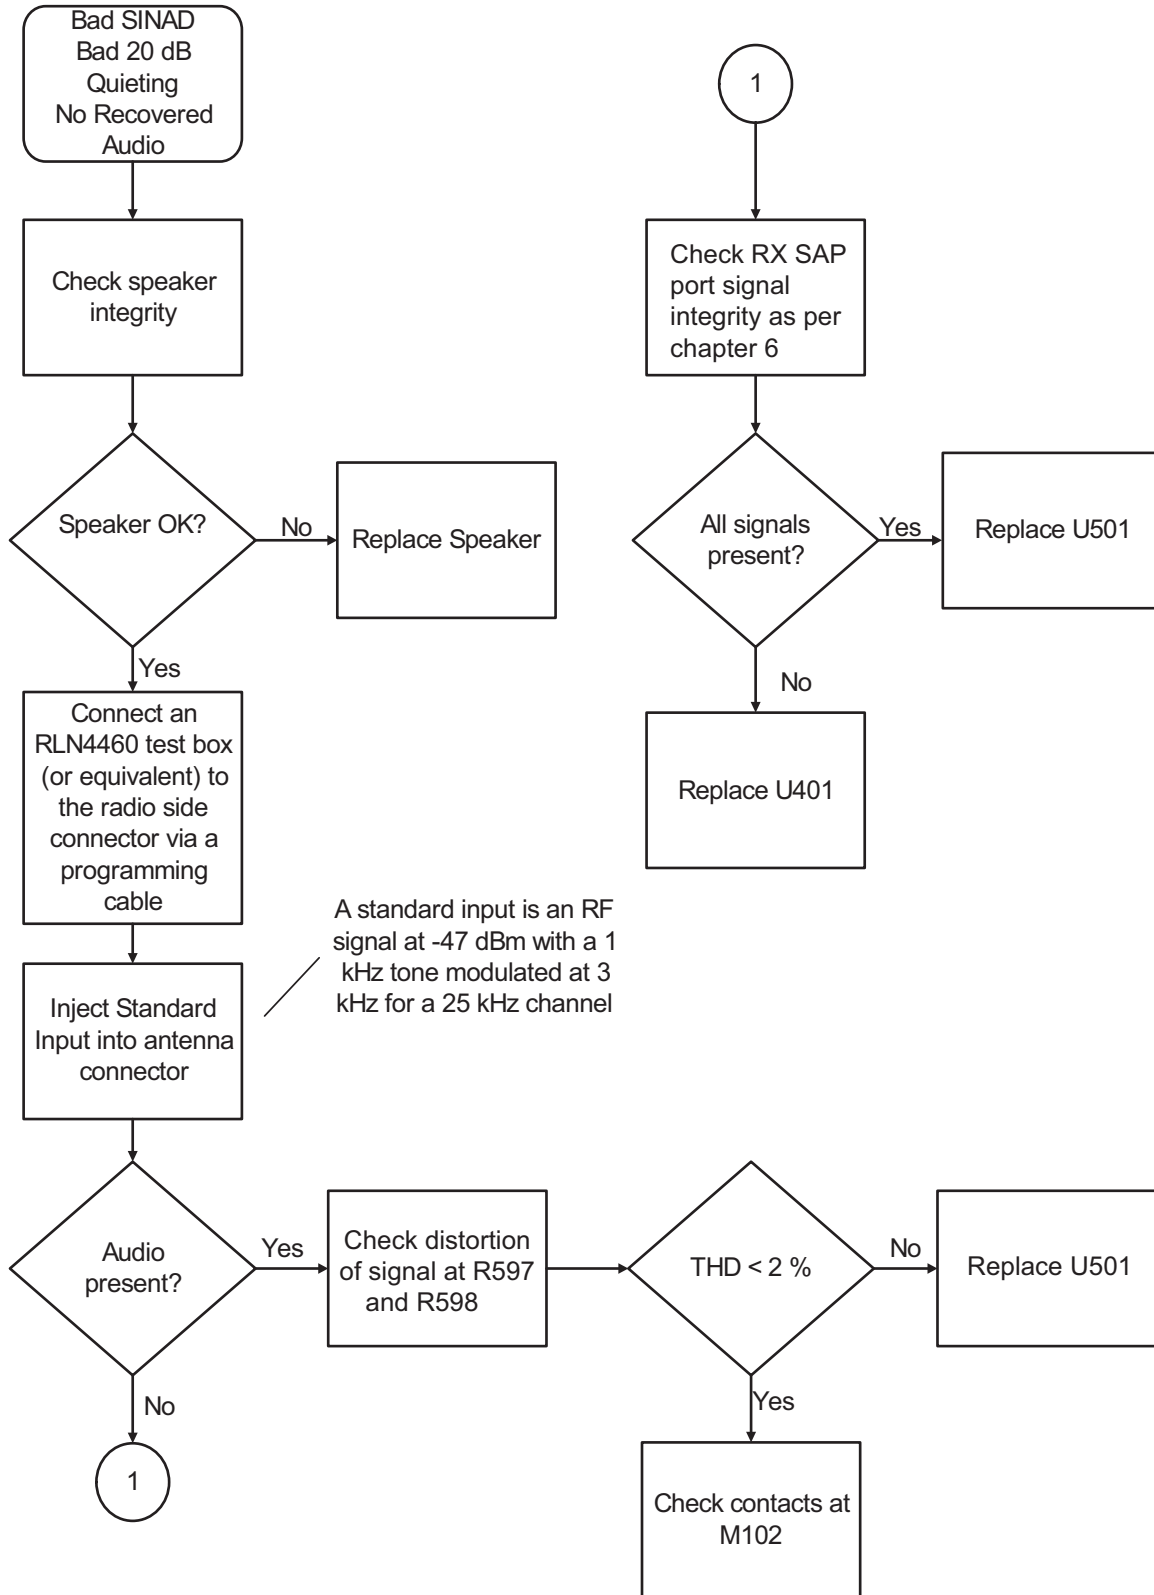 Bad SINAD
Bad 20 dB
Quieting
No Recovered
Audio
Check speaker
integrity
Speaker OK?
No
Replace Speaker
Yes
Connect an
RLN4460 test box
(or equivalent) to
the radio side
connector via a
programming
cable
A standard input is an RF
signal at -47 dBm with a 1
kHz tone modulated at 3
kHz for a 25 kHz channel
Inject Standard
Input into antenna
connector
Audio
present?
Yes
Check distortion
of signal at R597
and R598
THD < 2 %
No
Replace U501
Yes
Check contacts at
M102
No
1
1
Check RX SAP
port signal
integrity as per
chapter 6
All signals
present?
Yes
Replace U501
No
Replace U401